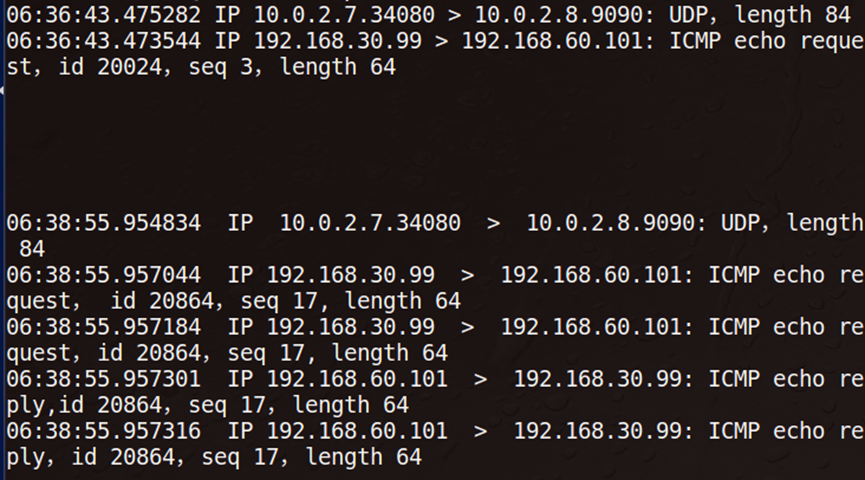 06:36:43.475282 IP 10.0.2.7.34080 > 10.0.2.8.9090: UDP, length 84
06:36:43.473544 IP 192.168.30.99 > 192.168.60.101: ICMP echo reque
st, id 20024, seq 3, length 64
06:38:55.954834  IP  10.0.2.7.34080  >  10.0.2.8.9090: UDP, length
 84
06:38:55.957044  IP 192.168.30.99  >  192.168.60.101: ICMP echo re
quest,  id 20864, seq 17, length 64
06:38:55.957184  IP 192.168.30.99  >  192.168.60.101: ICMP echo re
quest, id 20864, seq 17, length 64
06:38:55.957301  IP 192.168.60.101  >  192.168.30.99: ICMP echo re
ply,id 20864, seq 17, length 64
06:38:55.957316  IP 192.168.60.101  >  192.168.30.99: ICMP echo re
ply, id 20864, seq 17, length 64